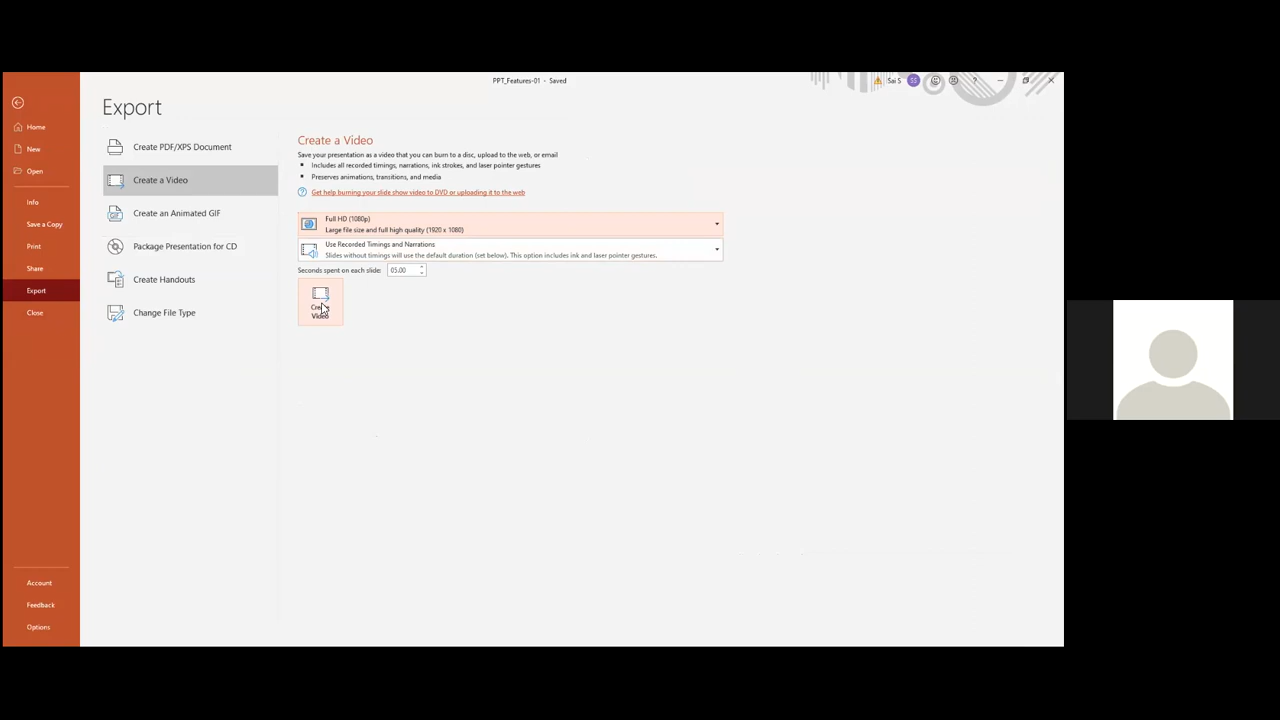 PPT_Features-01 - Saved
Sai S
SS
?
Export
Home
New
Open
Info
Save a Copy
Print
Share
Export
Close
Account
Feedback
Options
Create PDF/XPS Document
Create a Video
Create an Animated GIF
Package Presentation for CD
Create Handouts
Change File Type
Create a Video
Save your presentation as a video that you can burn to a disc, upload to the web, or email
Includes all recorded timings, narrations, ink strokes, and laser pointer gestures
Preserves animations, transitions, and media
Get help burning your slide show video to DVD or uploading it to the web
Full HD (1080p)
Large file size and full high quality (1920 x 1080)
Use Recorded Timings and Narrations
Slides without timings will use the default duration (set below). This option includes ink and laser pointer gestures.
Seconds spent on each slide: 05.00
Create
Video